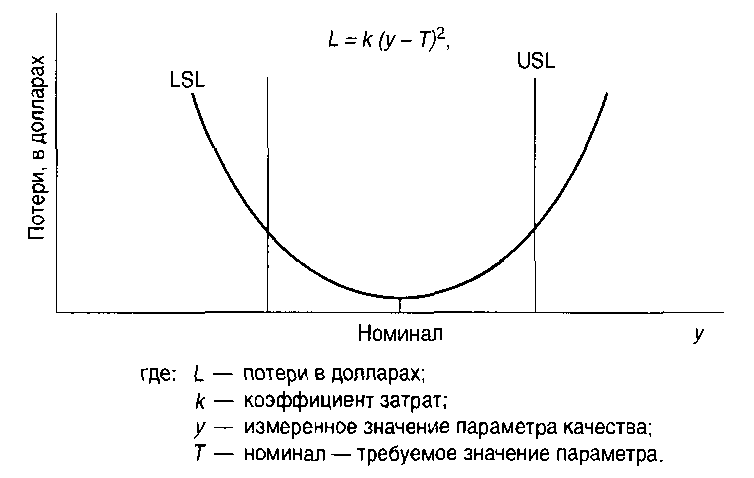 L = k (y – T)²,
USL
LSL
Потери, в долларах
Номинал
y
где: L — потери в долларах;
k — коэффициент затрат;
y — измеренное значение параметра качества;
T — номинал — требуемое значение параметра.